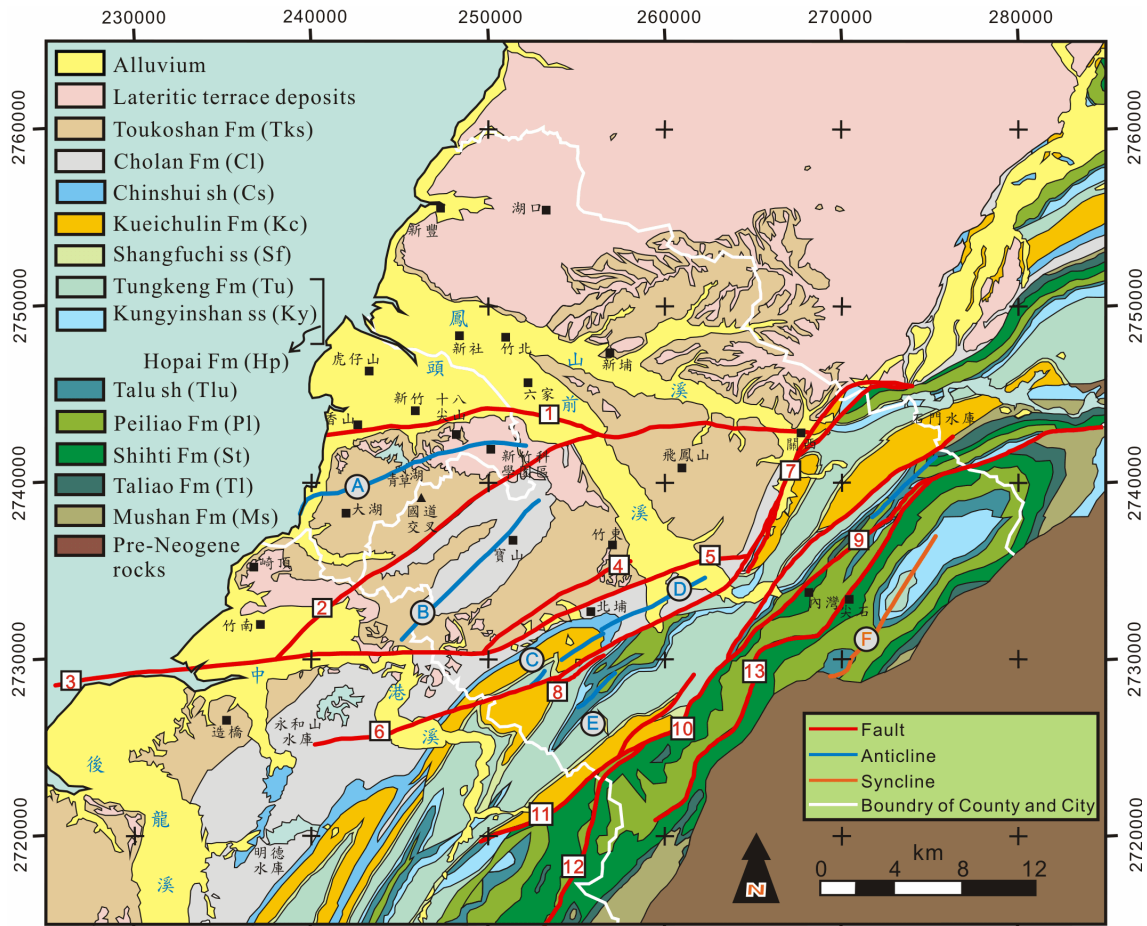 230000
240000
250000
260000
270000
280000
2760000
2750000
2740000
2730000
2720000
2760000
2750000
2740000
2730000
2720000
Alluvium
Lateritic terrace deposits
Toukoshan Fm (Tks)
Cholan Fm (Cl)
Chinshui sh (Cs)
Kueichulin Fm (Kc)
Shangfuchi ss (Sf)
Tungkeng Fm (Tu)
Kungyinshan ss (Ky)
Hopai Fm (Hp)
Talu sh (Tlu)
Peiliao Fm (Pl)
Shihti Fm (St)
Taliao Fm (Tl)
Mushan Fm (Ms)
Pre-Neogene
rocks
新豐
湖口
鳳
新社
竹北
山
新埔
頭
虎仔山
六家
溪
前
新竹
十八
尖山
香山
1
關西
石門水庫
7
飛鳳山
新竹科
學園區
青草湖
A
大湖
國道
交叉
溪
竹東
寶山
崎頂
2
B
4
5
9
D
北埔
內灣
尖石
竹南
F
C
3
中
港
溪
8
13
E
6
10
永和山
水庫
造橋
後
龍
溪
11
12
明德
水庫
Fault
Anticline
Syncline
Boundry of County and City
N
km
0
4
8
12